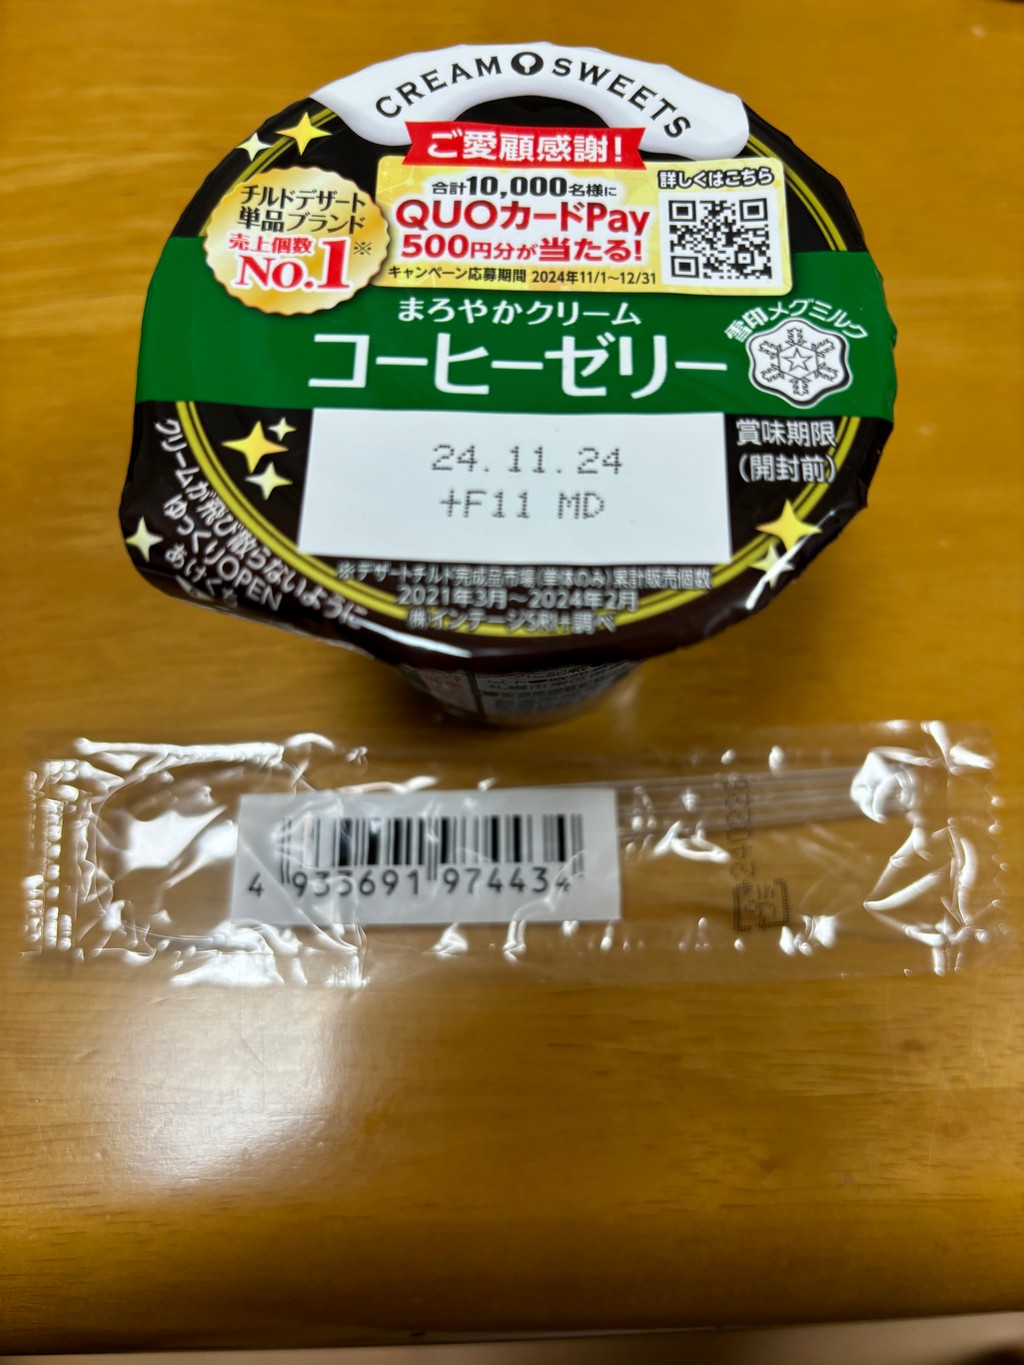 CREAM SWEETS
ご愛顧感謝!
合計10,000名様に
QUOカードPay
500円分が当たる!
キャンペーン応募期間 2024年11/1~12/31
詳しくはこちら
チルドデザート
単品ブランド
売上個数
No.1※
まろやかクリーム
コーヒーゼリー
雪印メグミルク
24.11.24
+F11 MD
賞味期限
(開封前)
クリームが飛び散らないように
ゆっくりOPEN
※デザートチルド完成品市場(単体のみ)累計販売個数
2021年3月~2024年2月
(株)インテージSRI+調べ
4 933691 974434